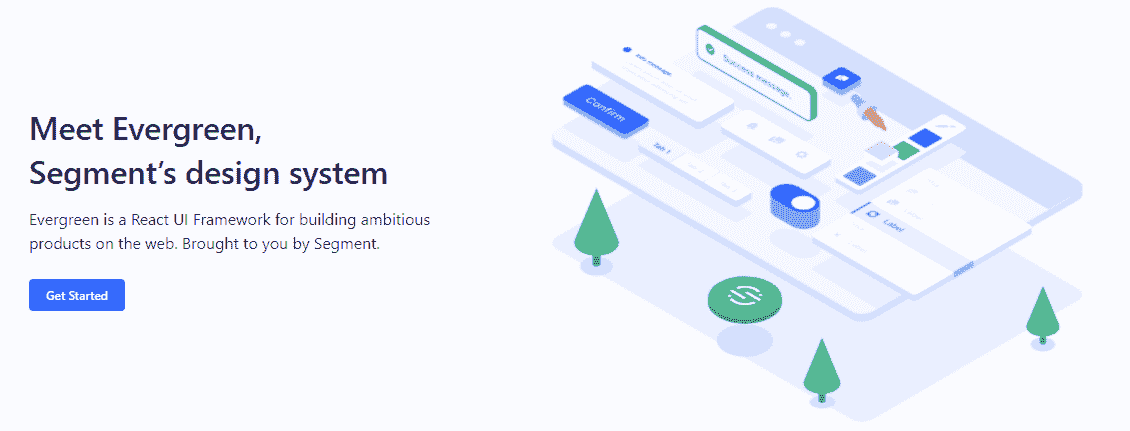 Meet Evergreen,
Segment’s design system
Evergreen is a React UI Framework for building ambitious
products on the web. Brought to you by Segment.
Get Started
Success message.
Info message
Confirm
Tab 1
Label